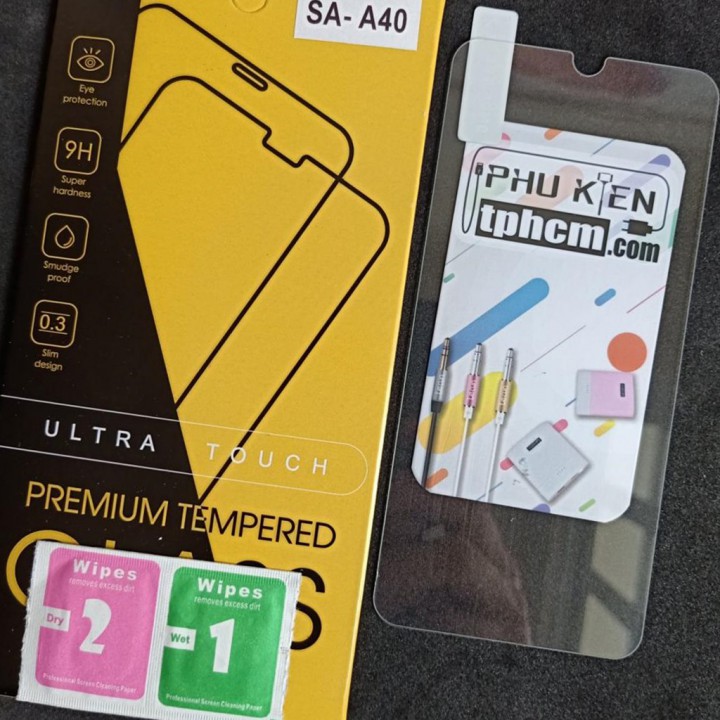 SA- A40
Eye
protection
9H
Super
hardness
Smudge
proof
0.3
Slim
design
ULTRA TOUCH
PREMIUM TEMPERED
Wipes
removes excess dirt
Dry
2
Professional Screen Cleaning Paper
Wipes
removes excess dirt
Wet
1
Professional Screen Cleaning Paper
PHU KIEN
tphcm.com